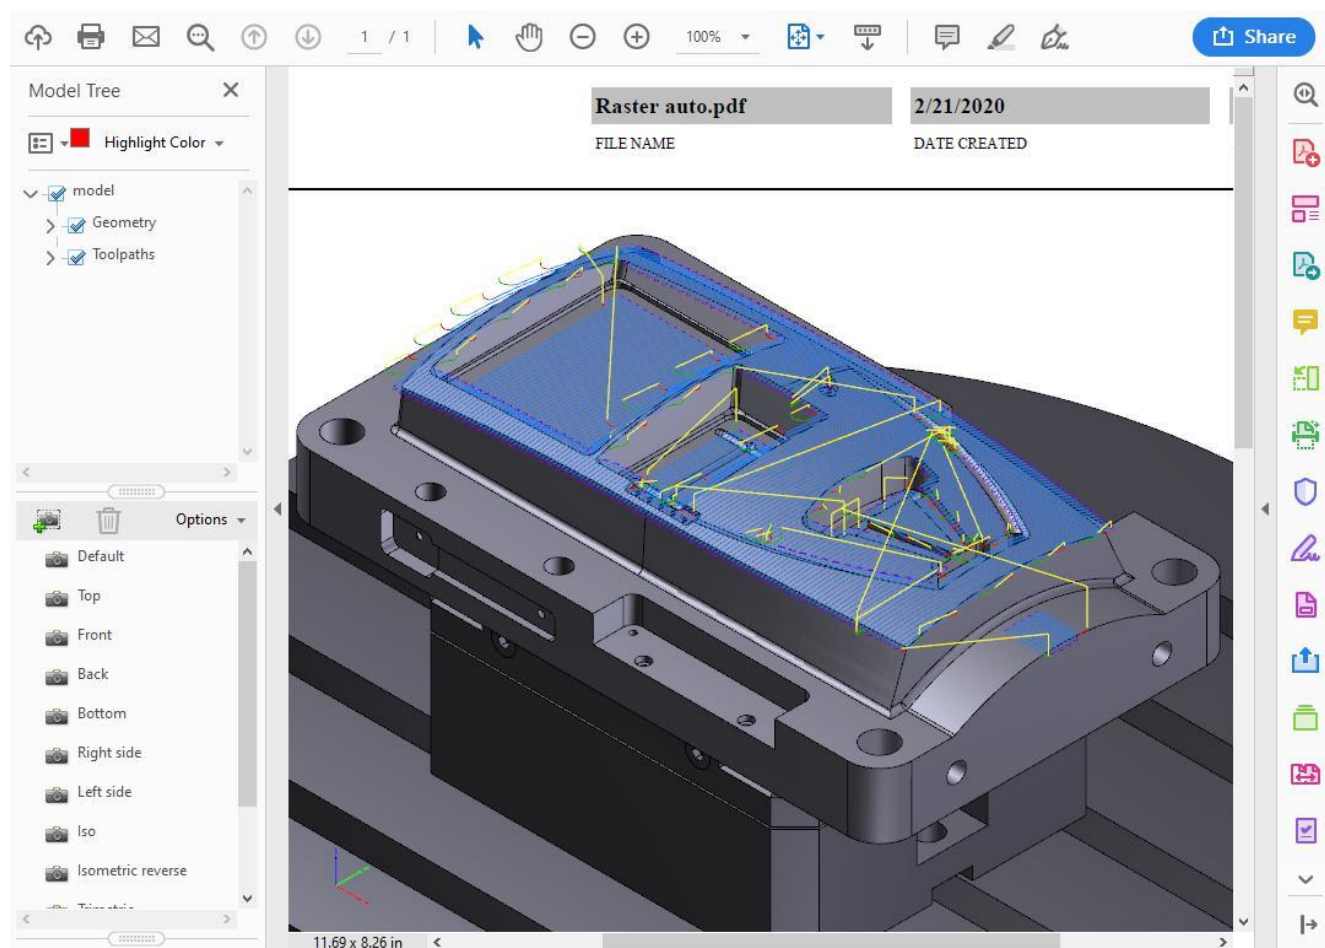 1 / 1
100%
Share
Model Tree
Highlight Color
model
Geometry
Toolpaths
Options
Default
Top
Front
Back
Bottom
Right side
Left side
Iso
Isometric reverse
Trimetric
Raster auto.pdf
2/21/2020
FILE NAME
DATE CREATED
11.69 x 8.26 in